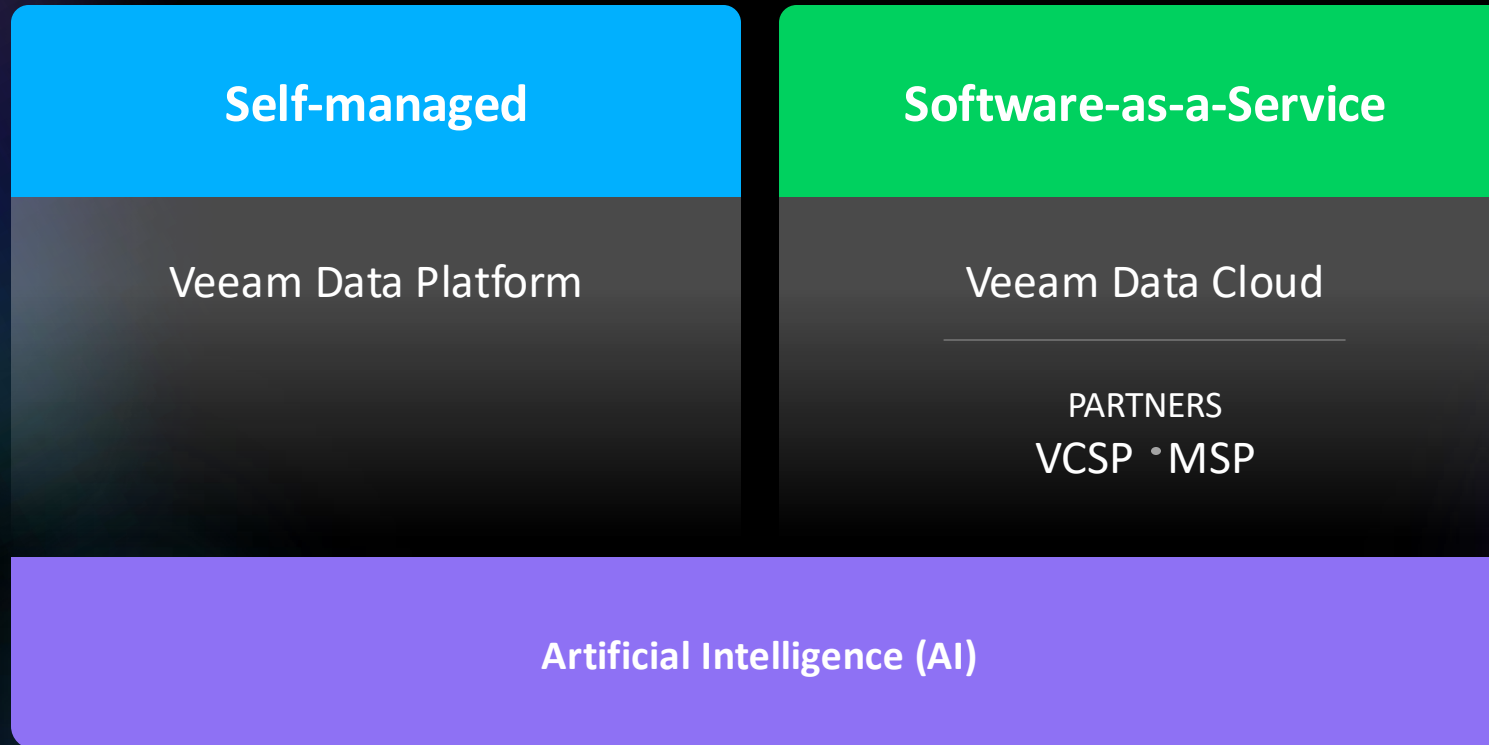 Self-managed
Veeam Data Platform
Software-as-a-Service
Veeam Data Cloud
PARTNERS
VCSP • MSP
Artificial Intelligence (AI)